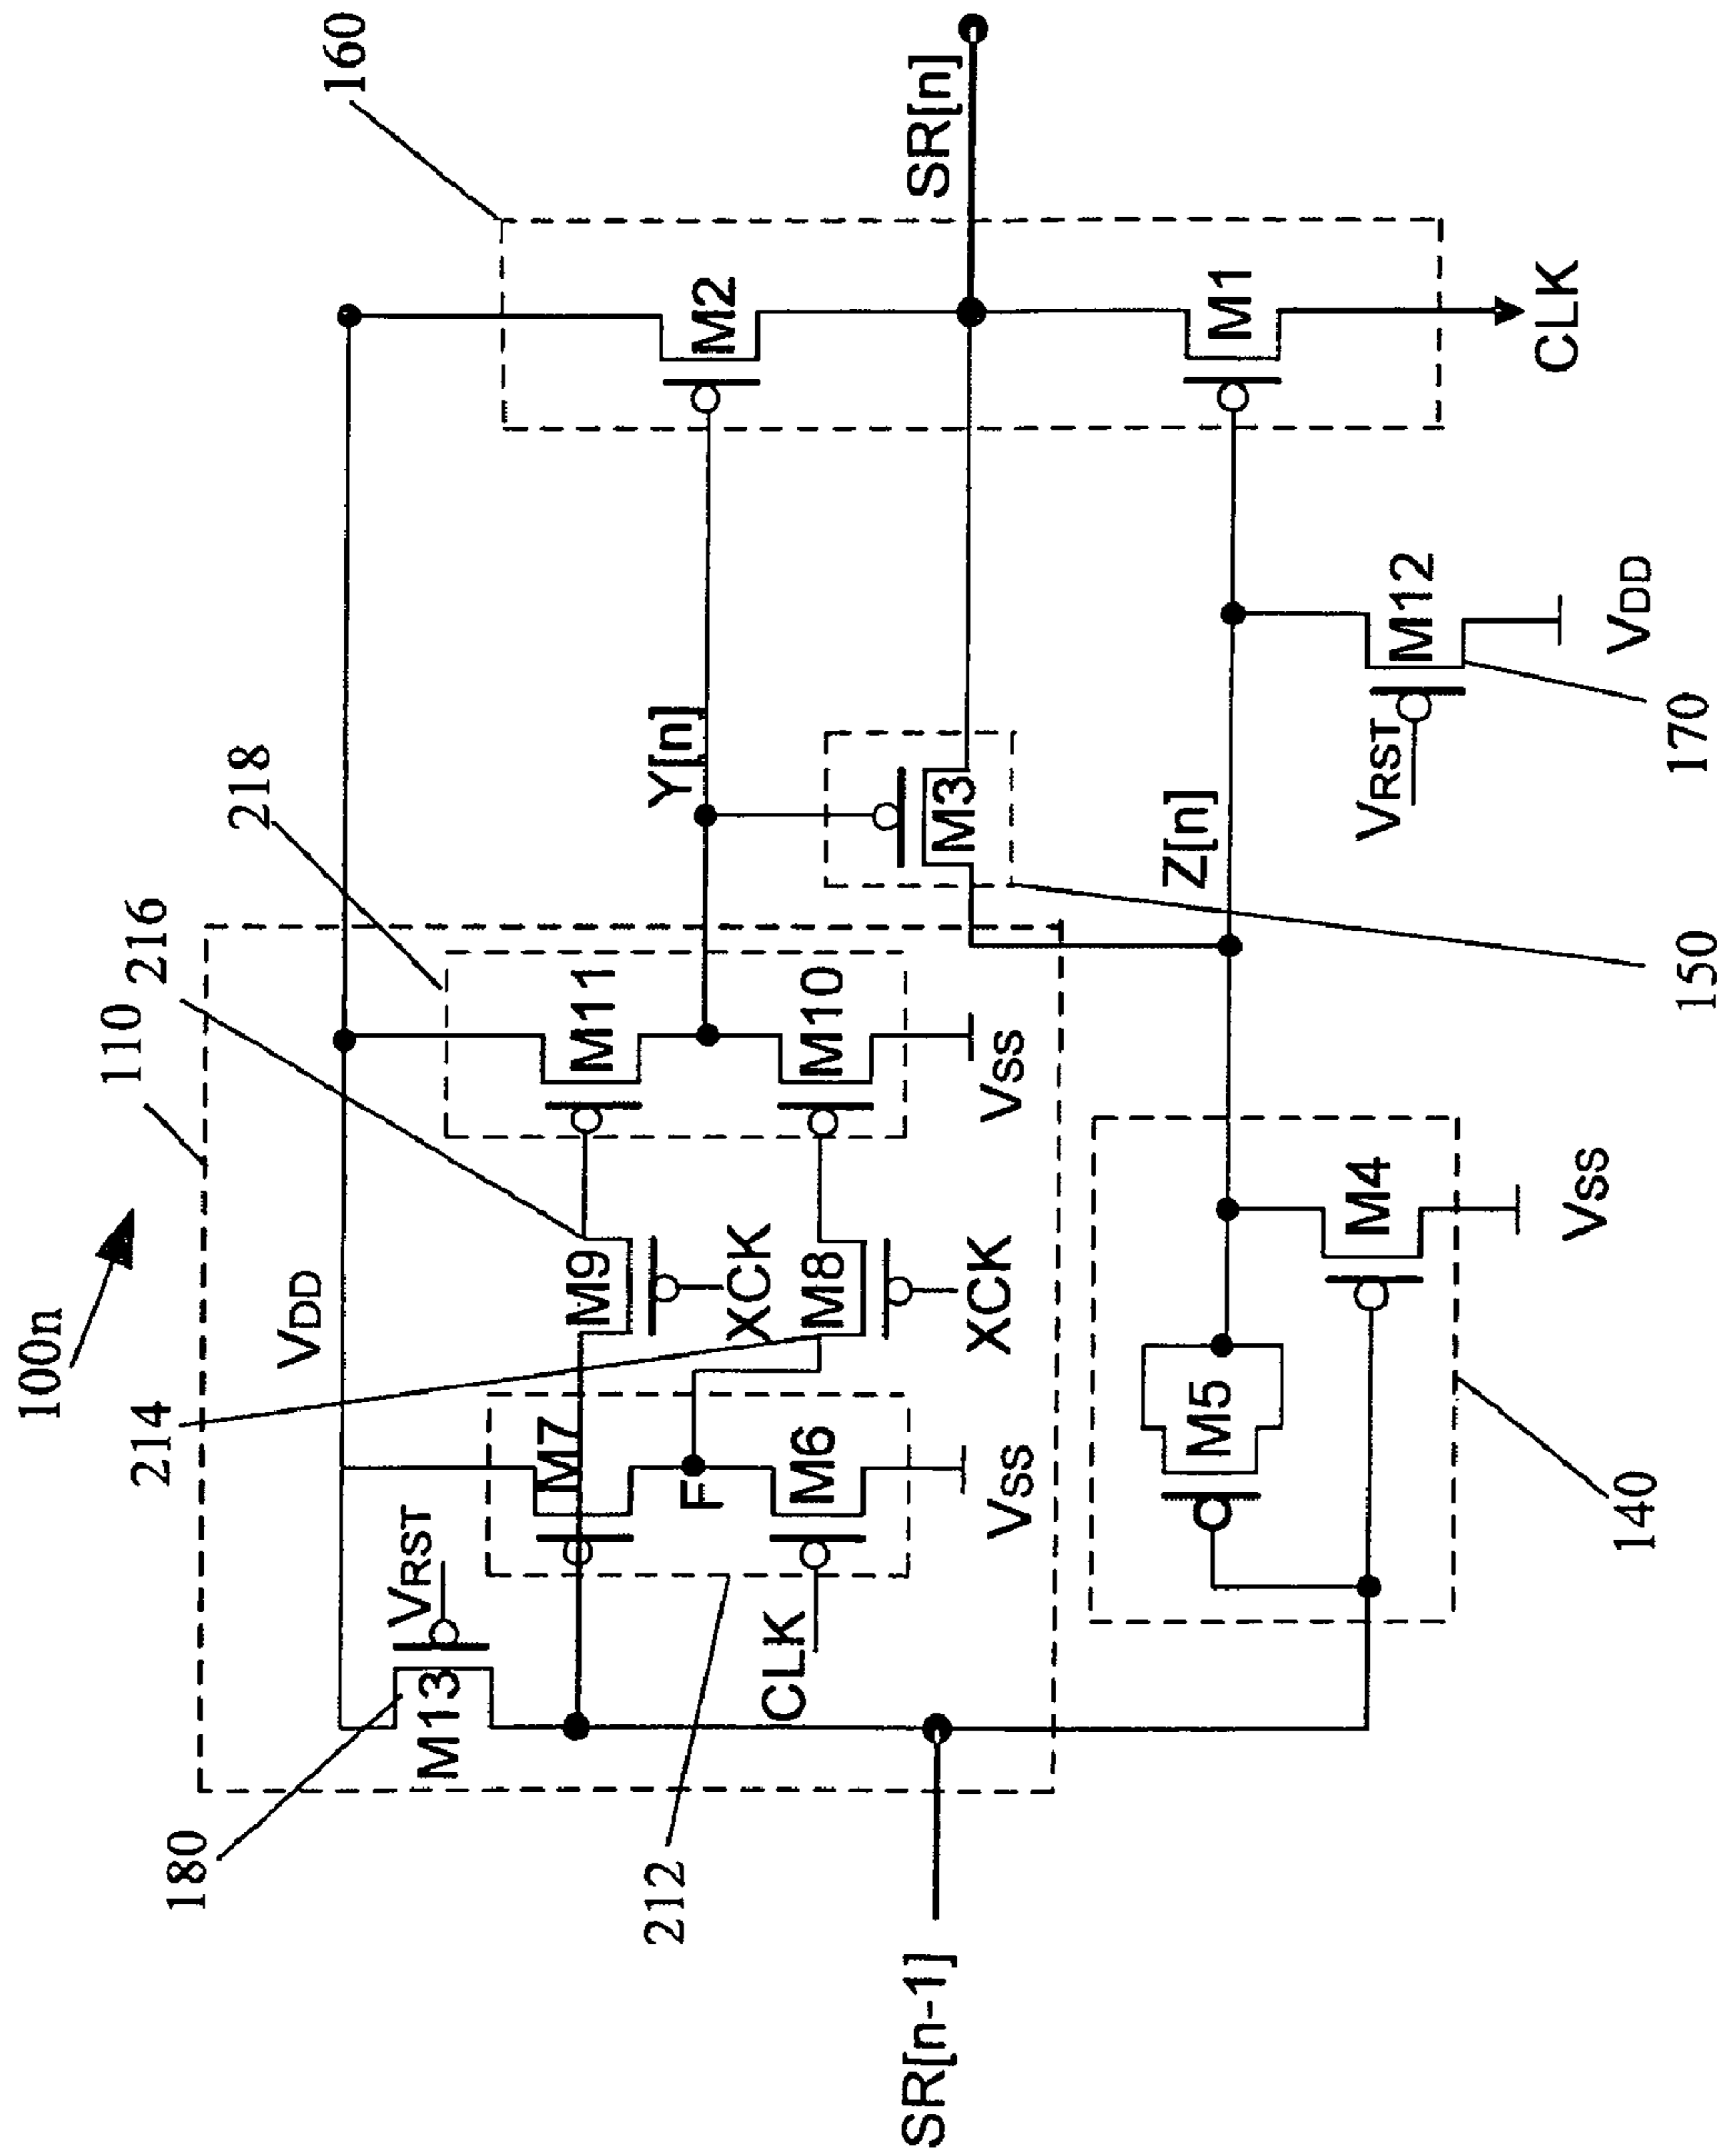 100n
110
216
218
160
VDD
180
VRST
M13
M7
214
M9
XCK
M11
Y[n]
M2
SR[n]
F
M6
CLK
212
VSS
M8
XCK
M10
VSS
M3
150
SR[n-1]
M5
M4
VSS
140
Z[n]
VRST
M12
VDD
170
M1
CLK